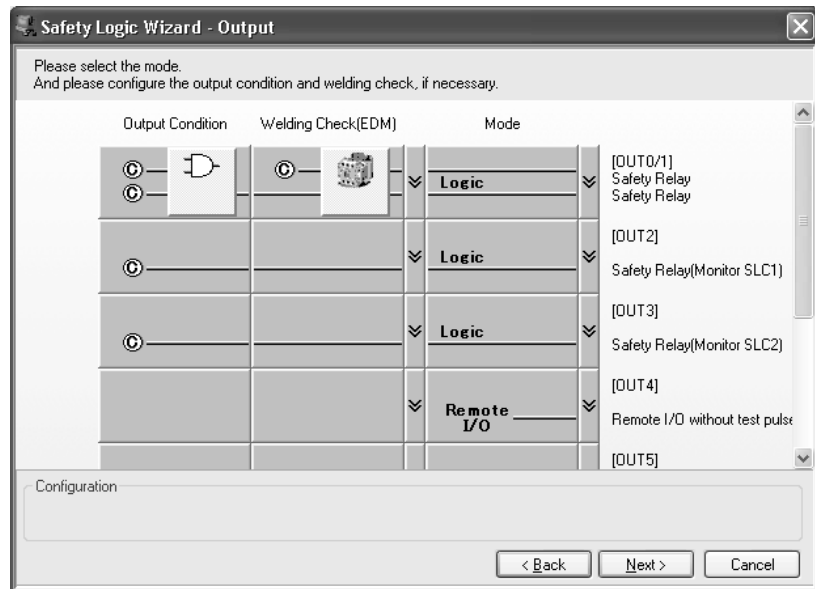 Safety Logic Wizard - Output
Please select the mode.
And please configure the output condition and welding check, if necessary.
Output Condition Welding Check(EDM) Mode
© © Logic [OUT0/1]
Safety Relay
© Safety Relay
[OUT2]
© Logic Safety Relay(Monitor SLC1)
[OUT3]
© Logic Safety Relay(Monitor SLC2)
[OUT4]
Remote I/O Remote I/O without test pulse
[OUT5]
Configuration
< Back Next > Cancel